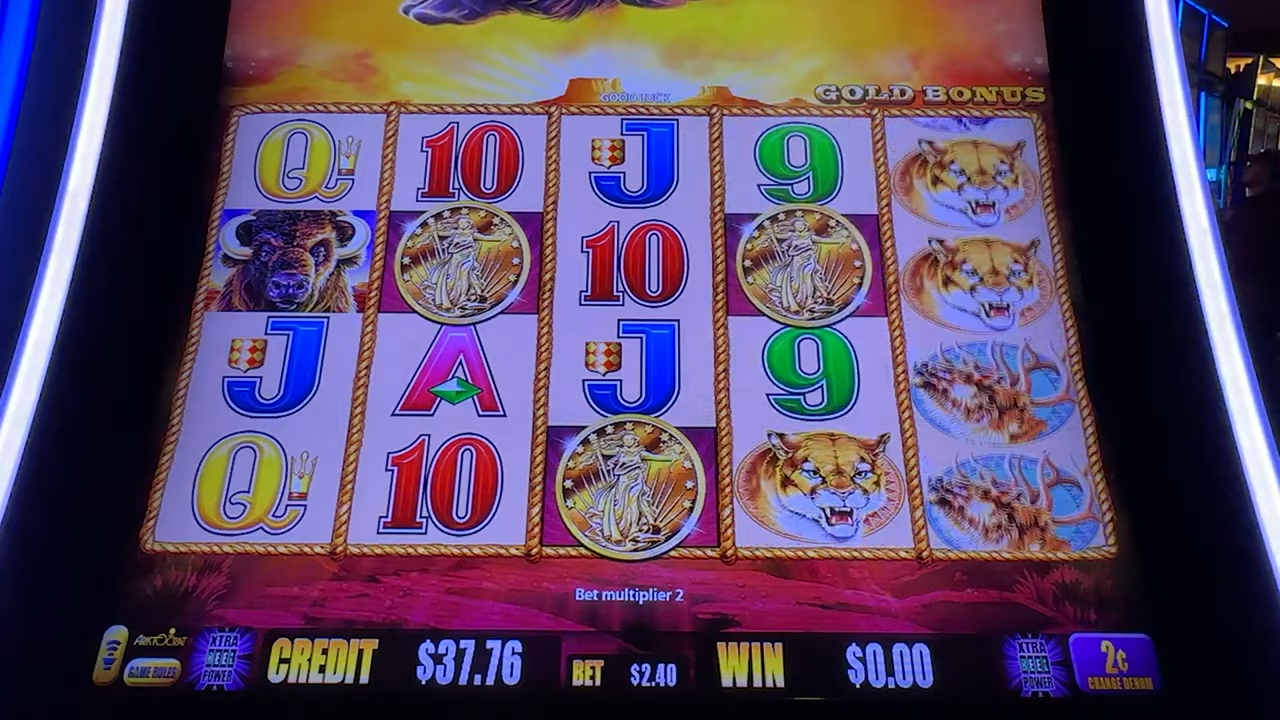 GOOD LUCK
GOLD BONUS
Q 10 J 9
10
J A J 9
Q 10
Bet multiplier 2
ARISTOCRAT
GAME RULES
XTRA
REEL
POWER
CREDIT $37.76
BET $2.40
WIN $0.00
XTRA
REEL
POWER
2¢
CHANGE DENOM